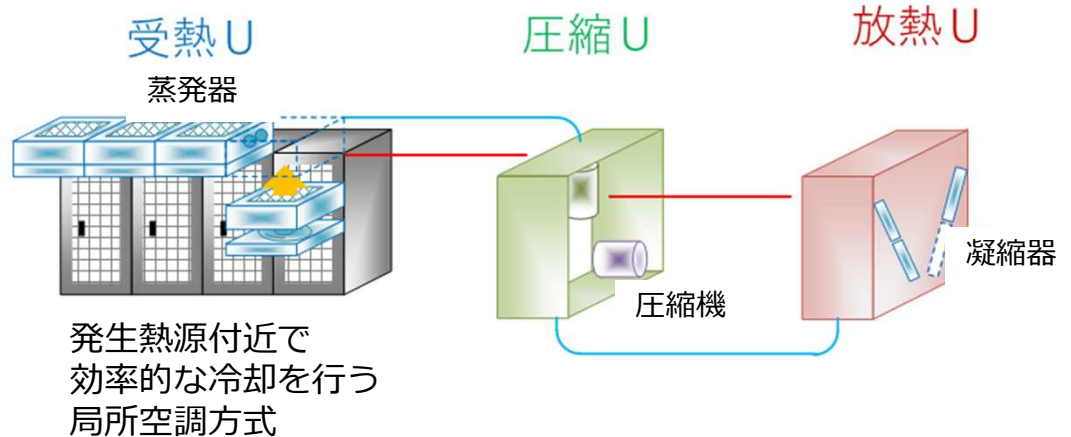 受熱U
圧縮U
放熱U
蒸発器
凝縮器
圧縮機
発生熱源付近で
効率的な冷却を行う
局所空調方式